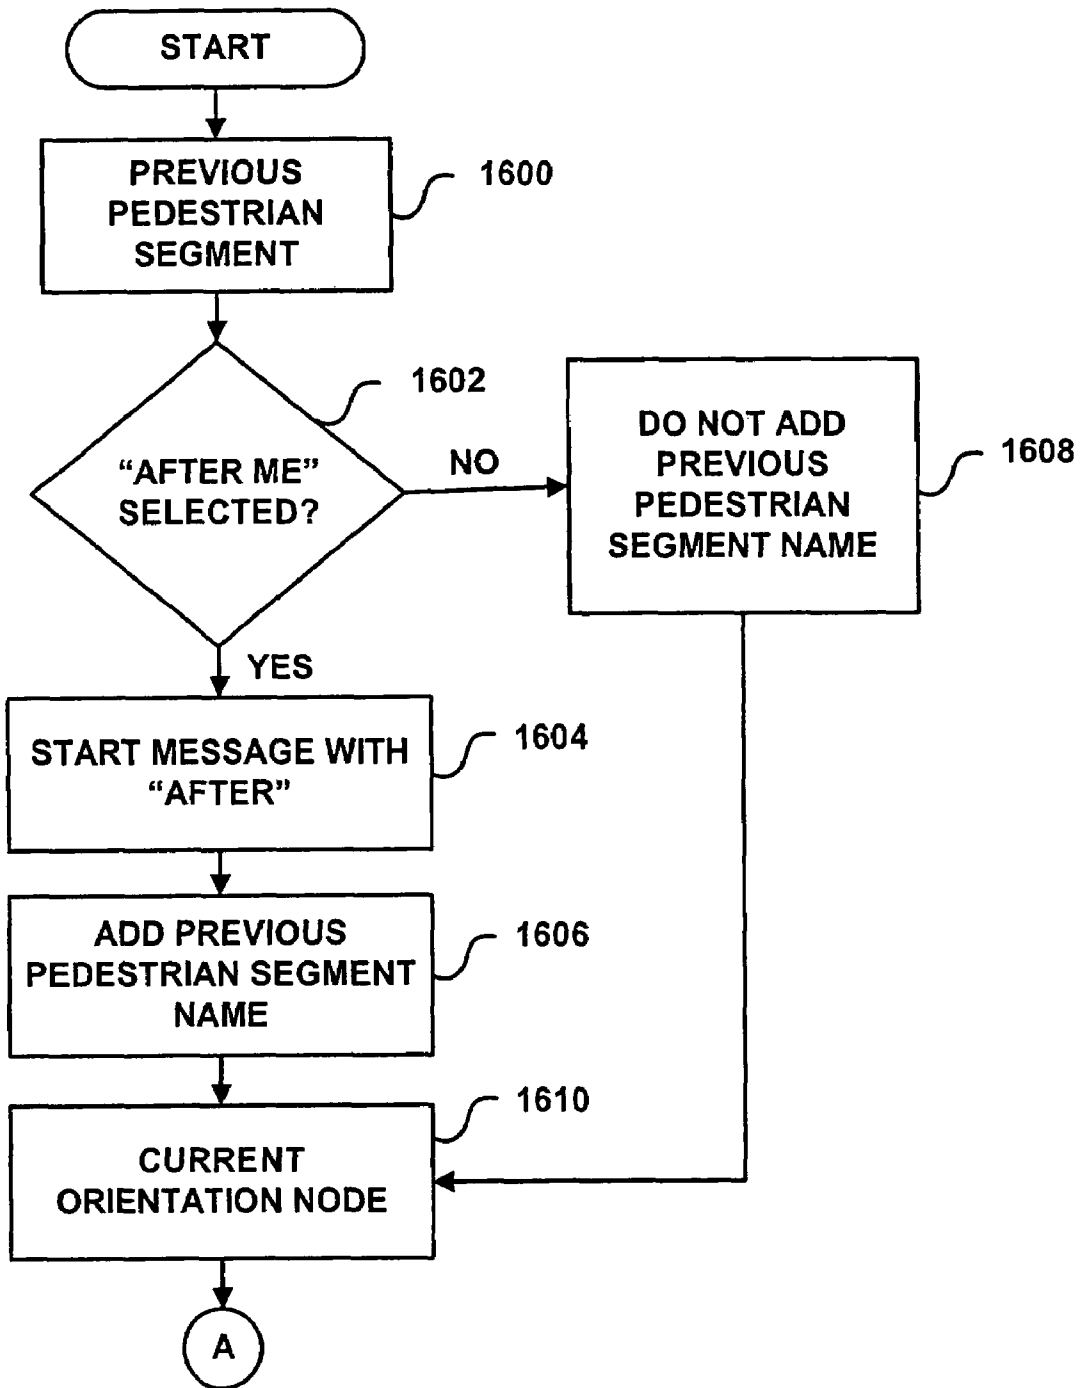 START
PREVIOUS
PEDESTRIAN
SEGMENT
1600
1602
“AFTER ME”
SELECTED?
NO
DO NOT ADD
PREVIOUS
PEDESTRIAN
SEGMENT NAME
1608
YES
START MESSAGE WITH
“AFTER”
1604
ADD PREVIOUS
PEDESTRIAN SEGMENT
NAME
1606
1610
CURRENT
ORIENTATION NODE
A